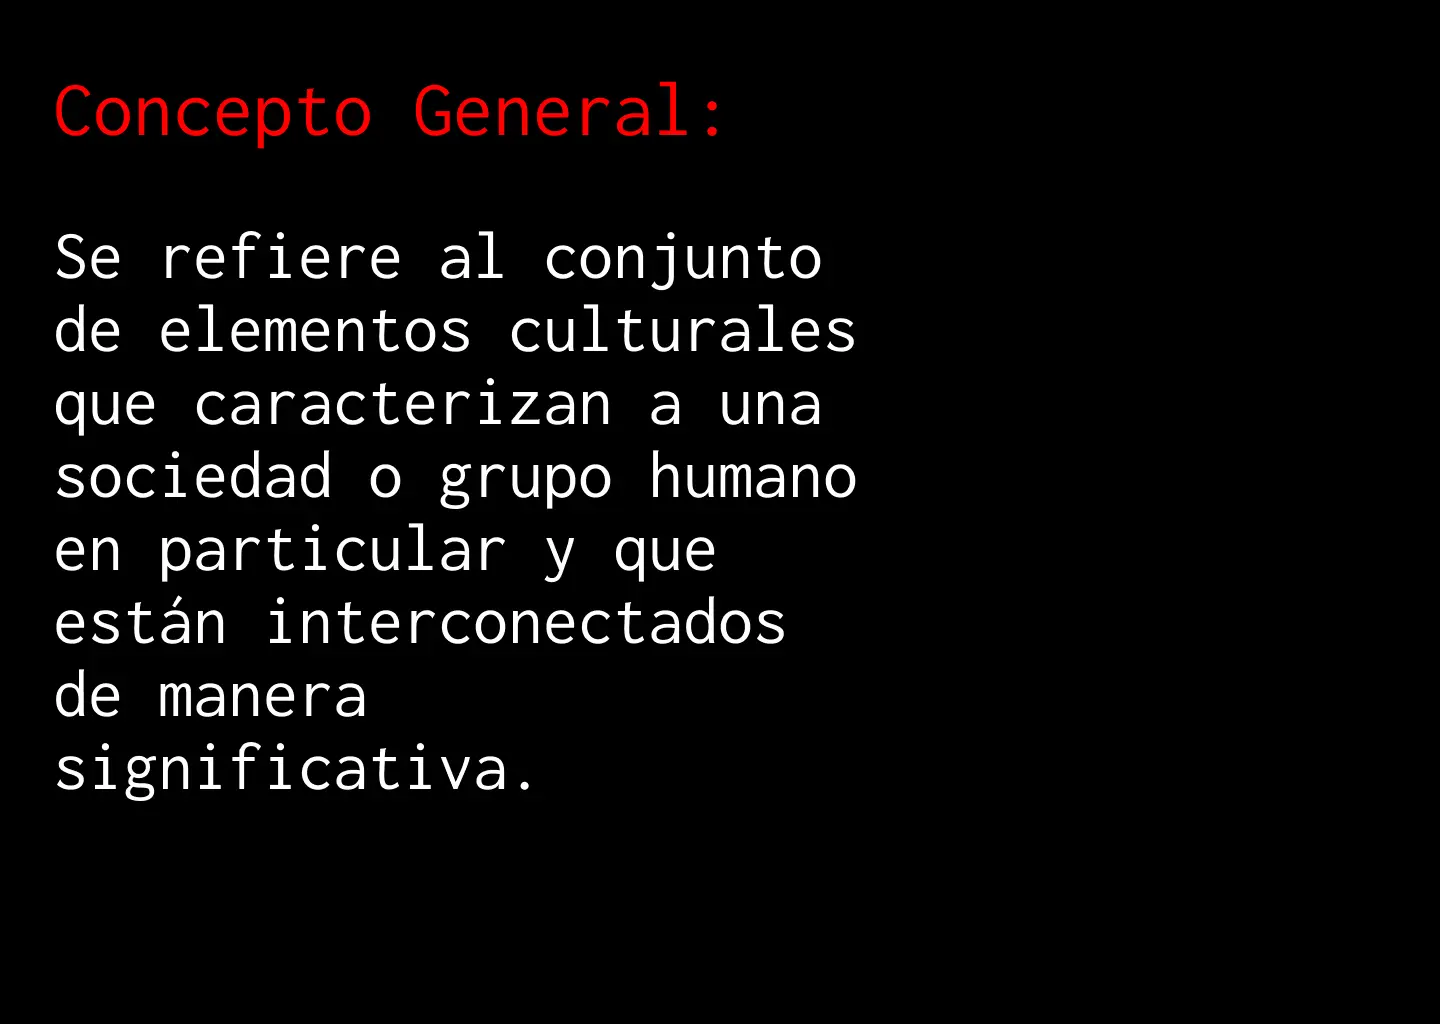 Concepto General:
Se refiere al conjunto
de elementos culturales
que caracterizan a una
sociedad o grupo humano
en particular y que
están interconectados
de manera
significativa.